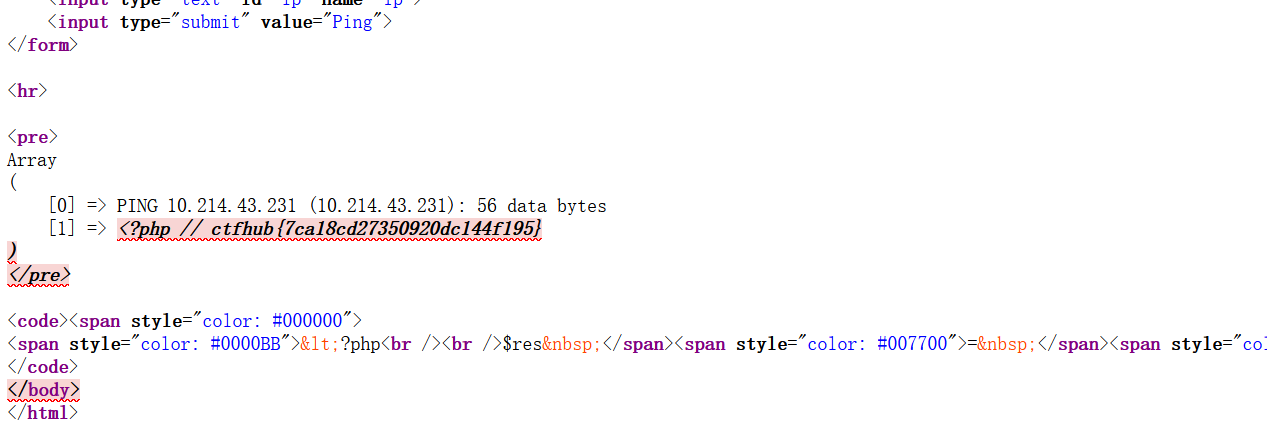 <input type="text" id="ip" name="ip">
<input type="submit" value="Ping">
</form>
<hr>
<pre>
Array
(
[0] => PING 10.214.43.231 (10.214.43.231): 56 data bytes
[1] => <?php // ctfhub{7ca18cd27350920dc144f195}
)
</pre>
<code><span style="color: #000000">
<span style="color: #0000BB">&lt;?php<br /><br />$res&nbsp;</span><span style="color: #007700">=&nbsp;</span><span style="col
</code>
</body>
</html>